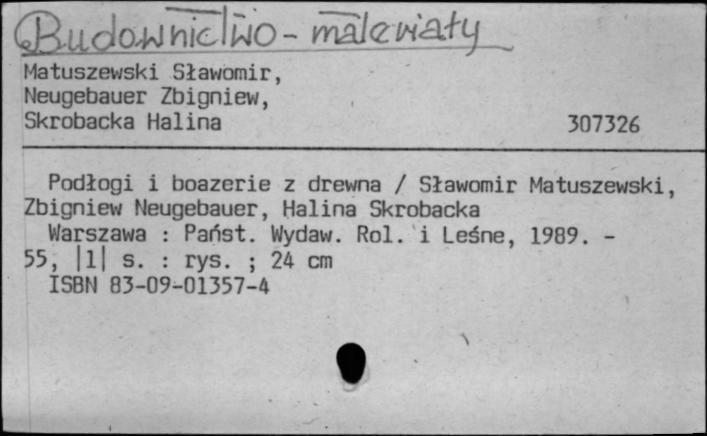 Budownictwo - materiały
Matuszewski Sławomir,
Neugebauer Zbigniew,
Skrobacka Halina 307326
Podłogi i boazerie z drewna / Sławomir Matuszewski,
Zbigniew Neugebauer, Halina Skrobacka
Warszawa : Państ. Wydaw. Rol. i Leśne, 1989. -
55, |1| s. : rys. ; 24 cm
ISBN 83-09-01357-4